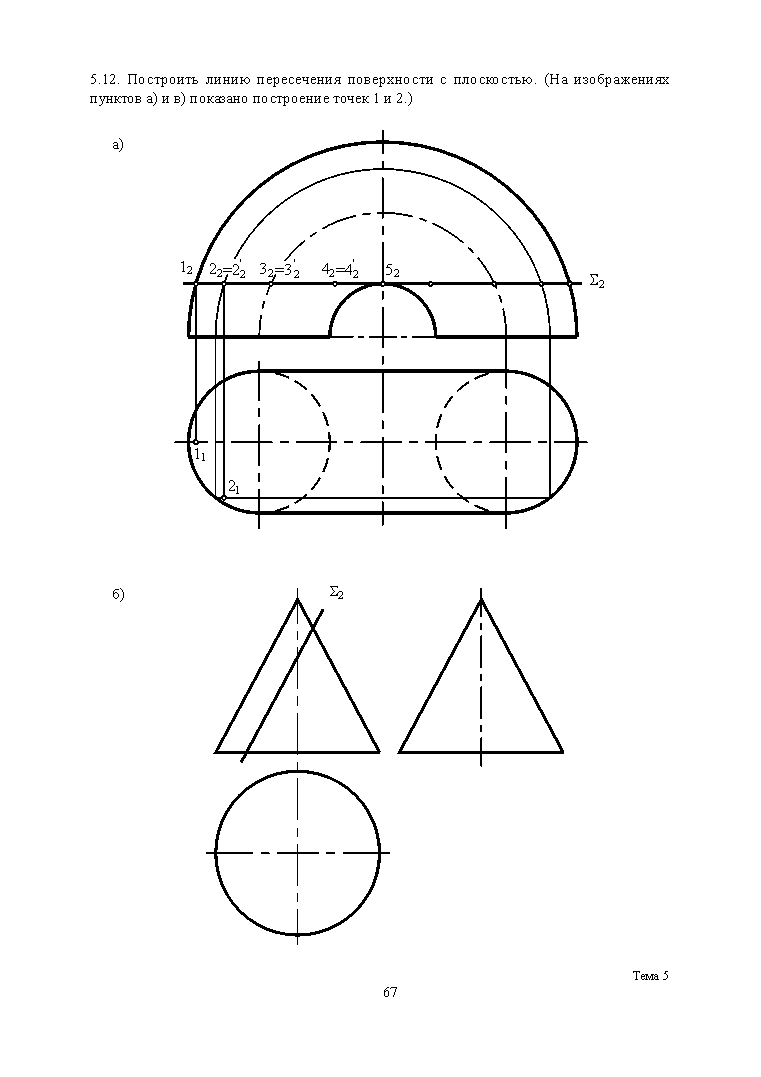 5.12. Построить линию пересечения поверхности с плоскостью. (На изображениях
пунктов а) и в) показано построение точек 1 и 2.)
а)
1₂ 2₂=2₂' 3₂=3₂' 4₂=4₂' 5₂
Σ₂
1₁
2₁
б)
Σ₂
Тема 5
67